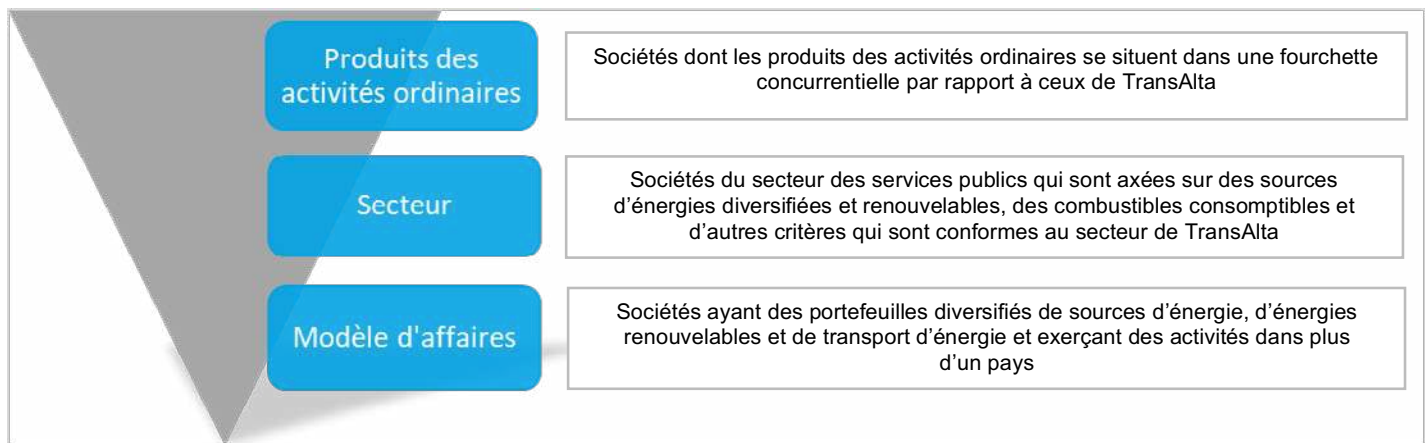 Produits des
activités ordinaires
Sociétés dont les produits des activités ordinaires se situent dans une fourchette
concurrentielle par rapport à ceux de TransAlta
Secteur
Sociétés du secteur des services publics qui sont axées sur des sources
d'énergies diversifiées et renouvelables, des combustibles consomptibles et
d'autres critères qui sont conformes au secteur de TransAlta
Modèle d'affaires
Sociétés ayant des portefeuilles diversifiés de sources d'énergie, d'énergies
renouvelables et de transport d'énergie et exerçant des activités dans plus
d'un pays